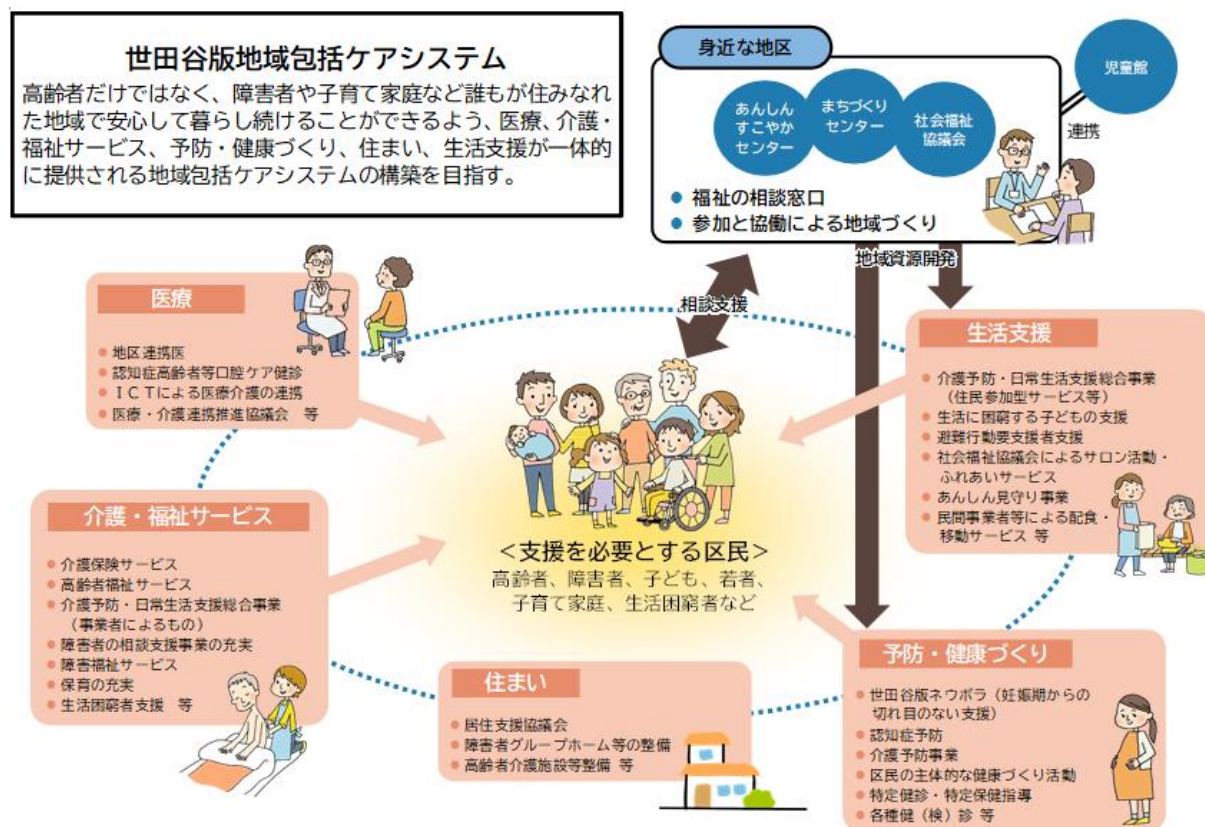 世田谷版地域包括ケアシステム
高齢者だけではなく、障害者や子育て家庭など誰もが住みなれ
た地域で安心して暮らし続けることができるよう、医療、介護・
福祉サービス、予防・健康づくり、住まい、生活支援が一体的
に提供される地域包括ケアシステムの構築を目指す。
身近な地区
あんしん
すこやか
センター
まちづくり
センター
社会福祉
協議会
児童館
連携
● 福祉の相談窓口
● 参加と協働による地域づくり
地域資源開発
相談支援
医療
● 地区連携医
● 認知症高齢者等口腔ケア健診
● ICTによる医療介護の連携
● 医療・介護連携推進協議会 等
生活支援
● 介護予防・日常生活支援総合事業
（住民参加型サービス等）
● 生活に困窮する子どもの支援
● 避難行動要支援者支援
● 社会福祉協議会によるサロン活動・
ふれあいサービス
● あんしん見守り事業
● 民間事業者等による配食・
移動サービス 等
介護・福祉サービス
● 介護保険サービス
● 高齢者福祉サービス
● 介護予防・日常生活支援総合事業
（事業者によるもの）
● 障害者の相談支援事業の充実
● 障害福祉サービス
● 保育の充実
● 生活困窮者支援 等
＜支援を必要とする区民＞
高齢者、障害者、子ども、若者、
子育て家庭、生活困窮者など
住まい
● 居住支援協議会
● 障害者グループホーム等の整備
● 高齢者介護施設等整備 等
予防・健康づくり
● 世田谷版ネウボラ（妊娠期からの
切れ目のない支援）
● 認知症予防
● 介護予防事業
● 区民の主体的な健康づくり活動
● 特定健診・特定保健指導
● 各種健（検）診 等